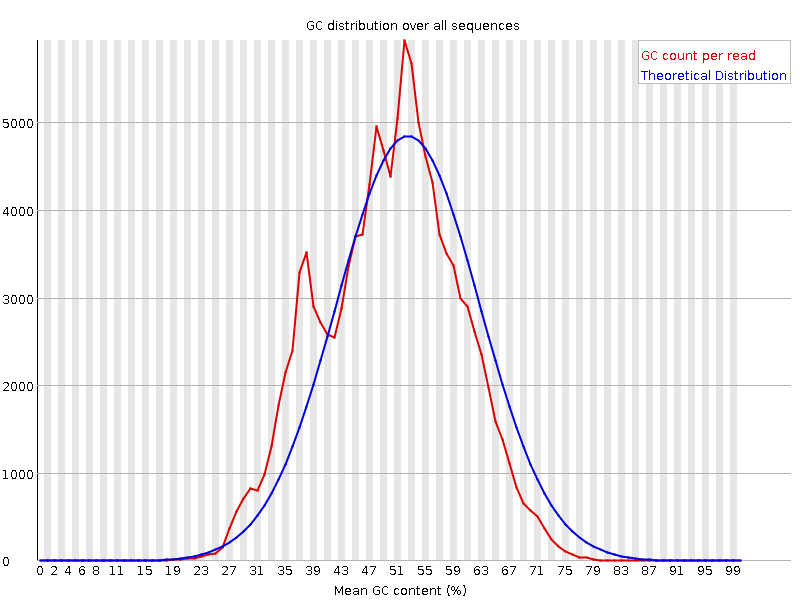 GC distribution over all sequences
GC count per read
Theoretical Distribution
5000
4000
3000
2000
1000
0
0 2 4 6 8 11 15 19 23 27 31 35 39 43 47 51 55 59 63 67 71 75 79 83 87 91 95 99
Mean GC content (%)